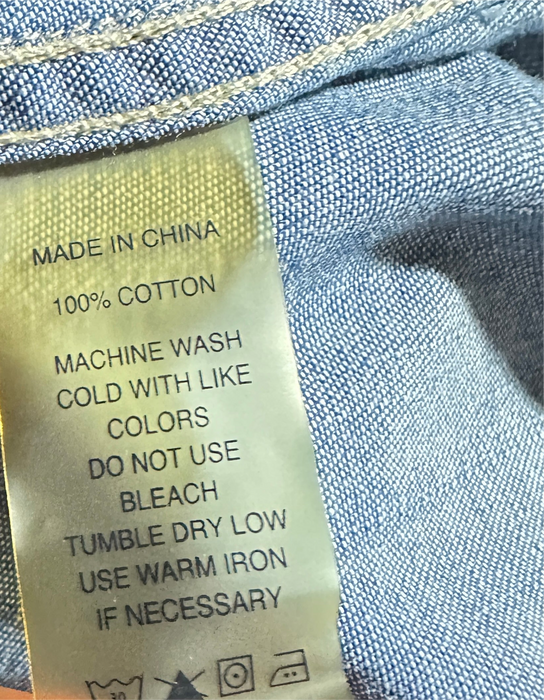 MADE IN CHINA
100% COTTON
MACHINE WASH
COLD WITH LIKE
COLORS
DO NOT USE
BLEACH
TUMBLE DRY LOW
USE WARM IRON
IF NECESSARY
30